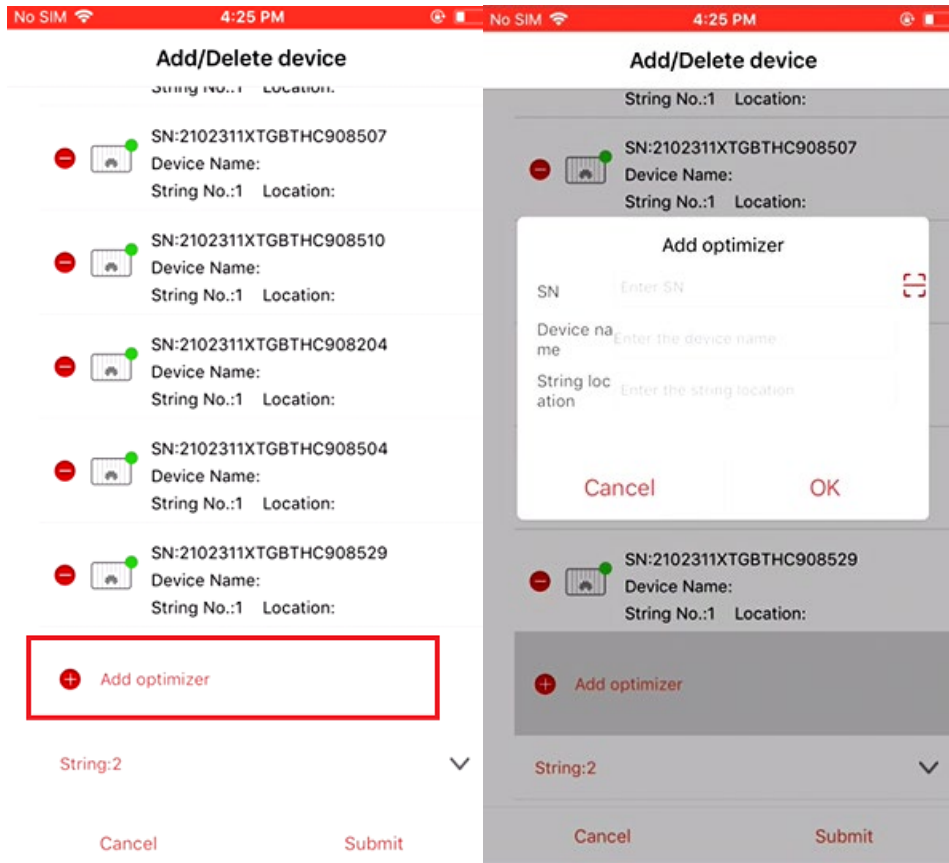 No SIM 4:25 PM
Add/Delete device
String No.:1 Location:
SN:2102311XTGBTHC908507
Device Name:
String No.:1 Location:
SN:2102311XTGBTHC908510
Device Name:
String No.:1 Location:
SN:2102311XTGBTHC908204
Device Name:
String No.:1 Location:
SN:2102311XTGBTHC908504
Device Name:
String No.:1 Location:
SN:2102311XTGBTHC908529
Device Name:
String No.:1 Location:
Add optimizer
String:2
Cancel Submit
No SIM 4:25 PM
Add/Delete device
String No.:1 Location:
SN:2102311XTGBTHC908507
Device Name:
String No.:1 Location:
Add optimizer
SN Enter SN
Device na
me Enter the device name
String loc
ation Enter the string location
Cancel OK
SN:2102311XTGBTHC908529
Device Name:
String No.:1 Location:
Add optimizer
String:2
Cancel Submit